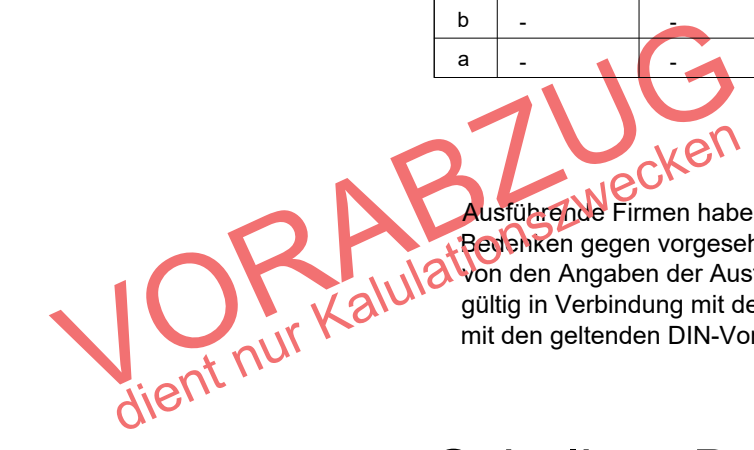 b - -
a - -
VORABZUG
dient nur Kalulationszwecken
Ausführende Firmen habe
Bedenken gegen vorgeseh
von den Angaben der Aus
gültig in Verbindung mit de
mit den geltenden DIN-Vor